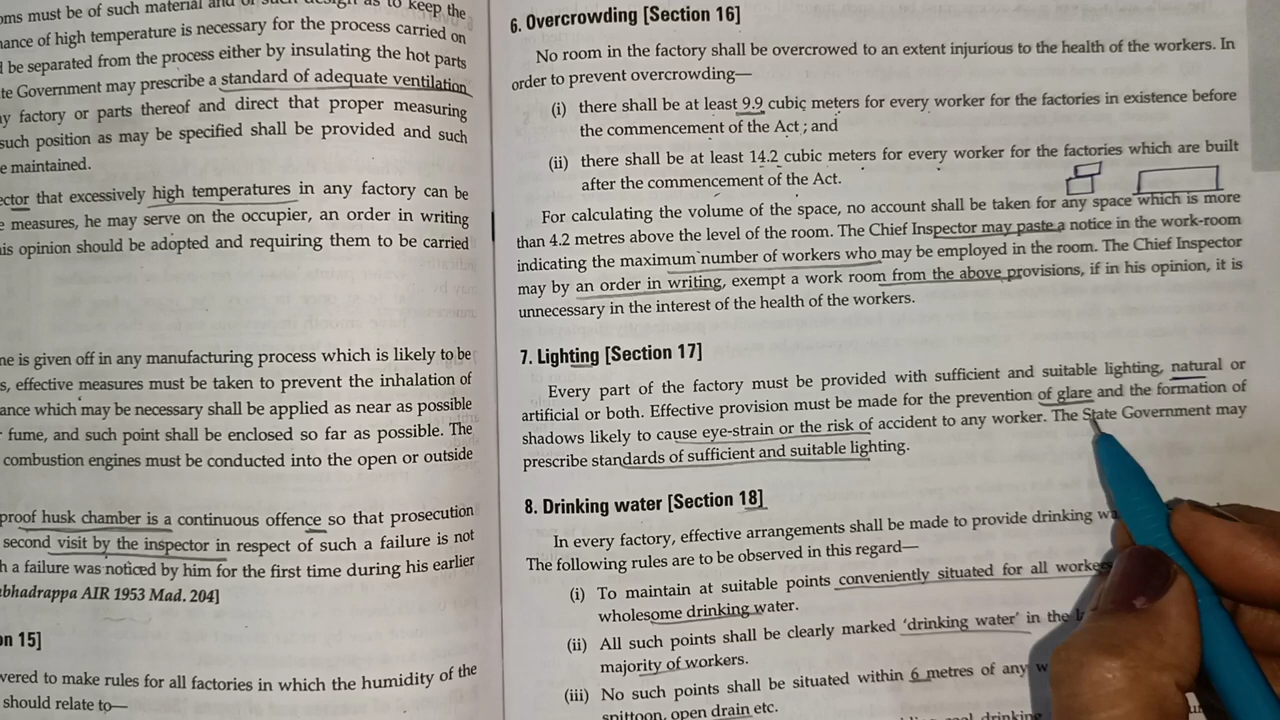 oms must be of such material and of such design as to keep the
nance of high temperature is necessary for the process carried on
d be separated from the process either by insulating the hot parts
te Government may prescribe a standard of adequate ventilation
ny factory or parts thereof and direct that proper measuring
such position as may be specified shall be provided and such
e maintained.
ector that excessively high temperatures in any factory can be
e measures, he may serve on the occupier, an order in writing
his opinion should be adopted and requiring them to be carried
ne is given off in any manufacturing process which is likely to be
s, effective measures must be taken to prevent the inhalation of
ance which may be necessary shall be applied as near as possible
fume, and such point shall be enclosed so far as possible. The
combustion engines must be conducted into the open or outside
proof husk chamber is a continuous offence so that prosecution
second visit by the inspector in respect of such a failure is not
h a failure was noticed by him for the first time during his earlier
bhadrappa AIR 1953 Mad. 204]
on 15]
wered to make rules for all factories in which the humidity of the
should relate to—
6. Overcrowding [Section 16]
No room in the factory shall be overcrowed to an extent injurious to the health of the workers. In
order to prevent overcrowding—
(i) there shall be at least 9.9 cubic meters for every worker for the factories in existence before
the commencement of the Act ; and
(ii) there shall be at least 14.2 cubic meters for every worker for the factories which are built
after the commencement of the Act.
For calculating the volume of the space, no account shall be taken for any space which is more
than 4.2 metres above the level of the room. The Chief Inspector may paste a notice in the work-room
indicating the maximum number of workers who may be employed in the room. The Chief Inspector
may by an order in writing, exempt a work room from the above provisions, if in his opinion, it is
unnecessary in the interest of the health of the workers.
7. Lighting [Section 17]
Every part of the factory must be provided with sufficient and suitable lighting, natural or
artificial or both. Effective provision must be made for the prevention of glare and the formation of
shadows likely to cause eye-strain or the risk of accident to any worker. The State Government may
prescribe standards of sufficient and suitable lighting.
8. Drinking water [Section 18]
In every factory, effective arrangements shall be made to provide drinking wa
The following rules are to be observed in this regard—
(i) To maintain at suitable points conveniently situated for all workers
wholesome drinking water.
(ii) All such points shall be clearly marked 'drinking water' in the
majority of workers.
(iii) No such points shall be situated within 6 metres of any w
spittoon, open drain etc.
drinking